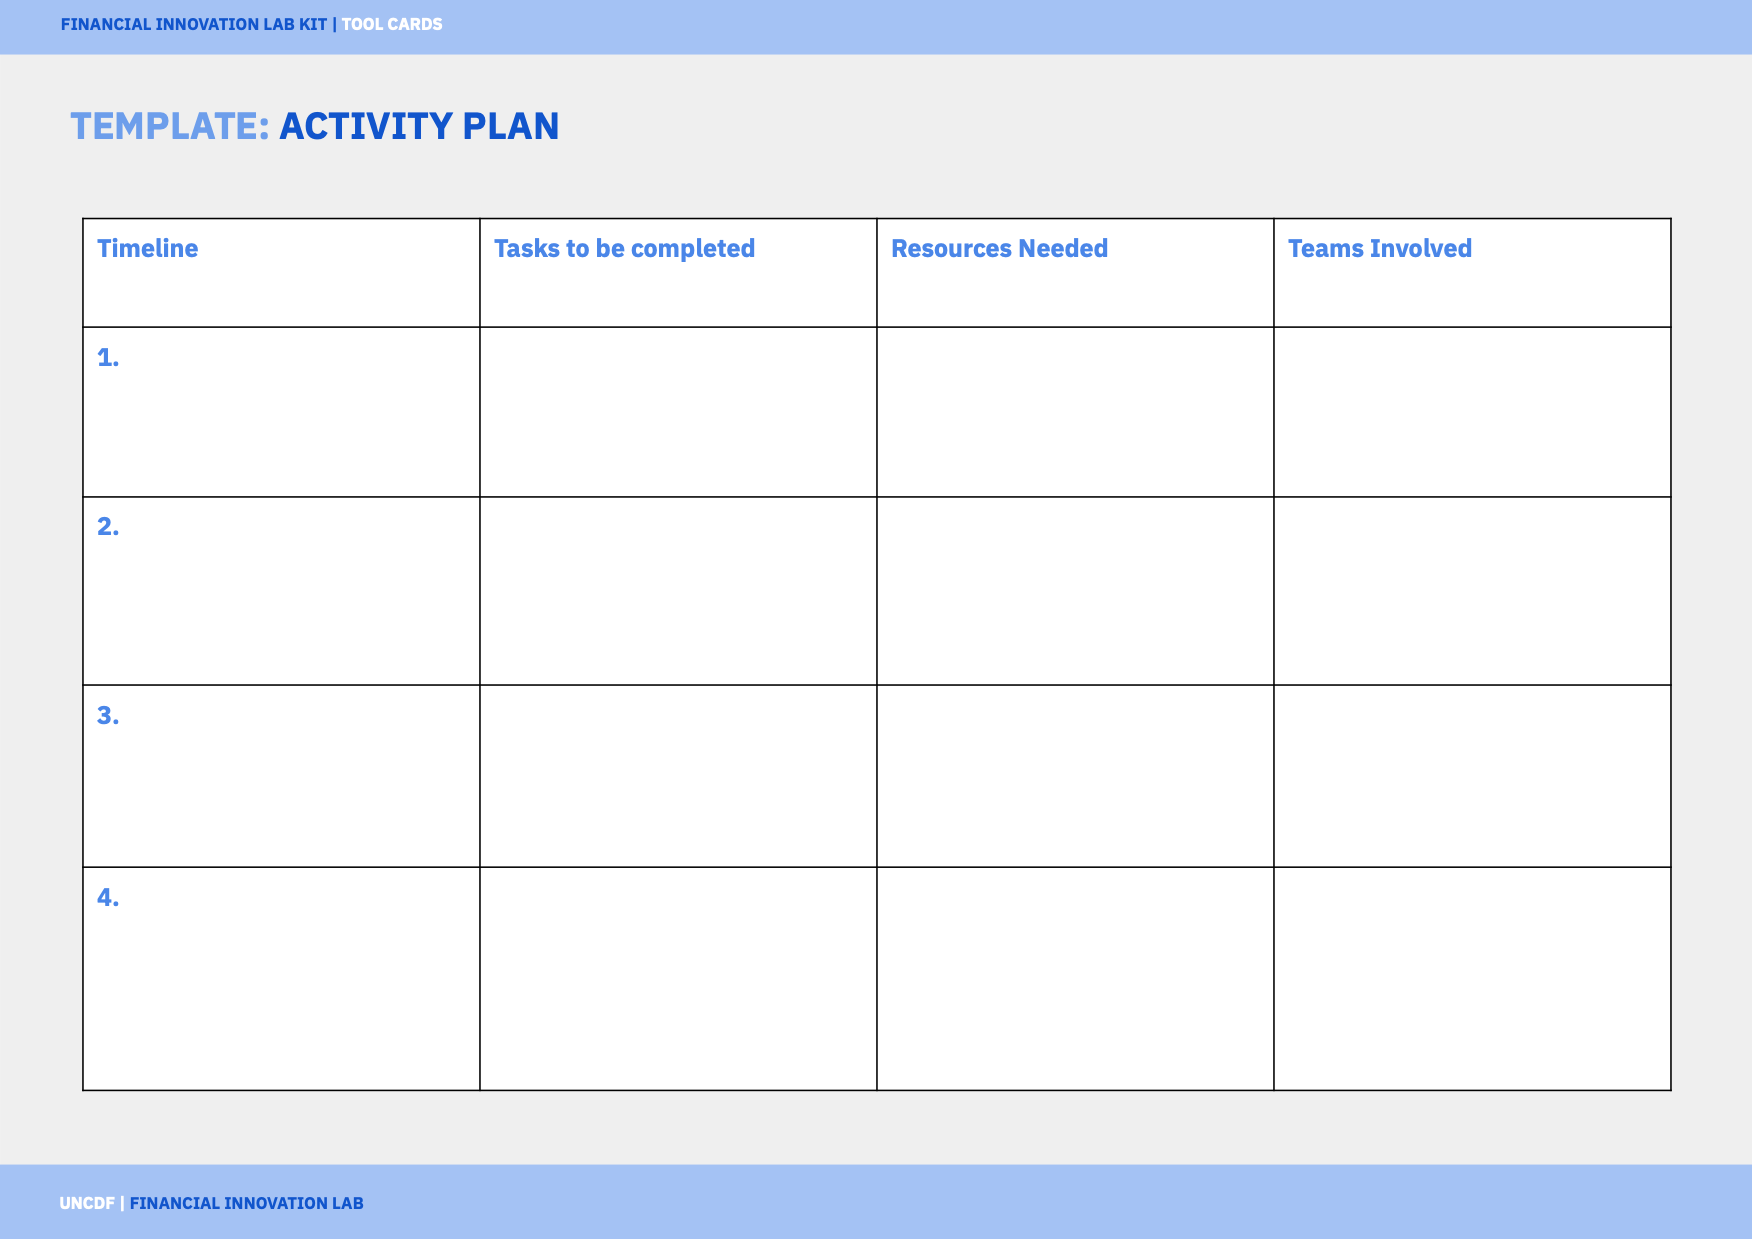 FINANCIAL INNOVATION LAB KIT | TOOL CARDS
TEMPLATE: ACTIVITY PLAN
Timeline Tasks to be completed Resources Needed Teams Involved
1.
2.
3.
4.
UNCDF | FINANCIAL INNOVATION LAB